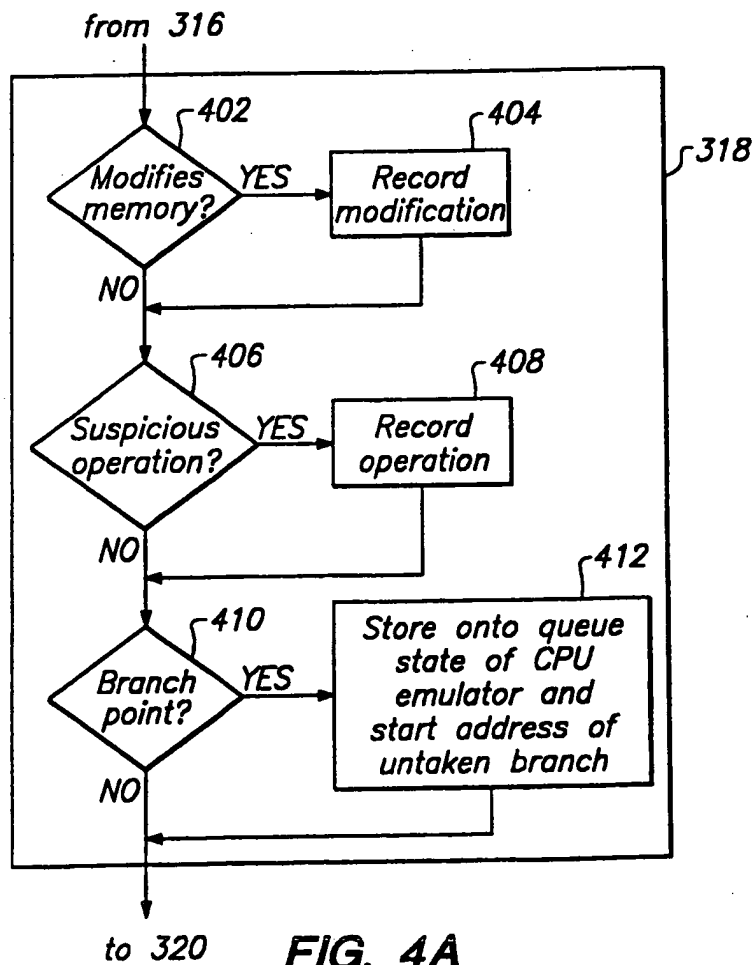 from 316
402
404
318
Modifies
memory?
YES
Record
modification
NO
406
408
Suspicious
operation?
YES
Record
operation
NO
412
410
Branch
point?
YES
Store onto queue
state of CPU
emulator and
start address of
untaken branch
NO
to 320
FIG. 4A